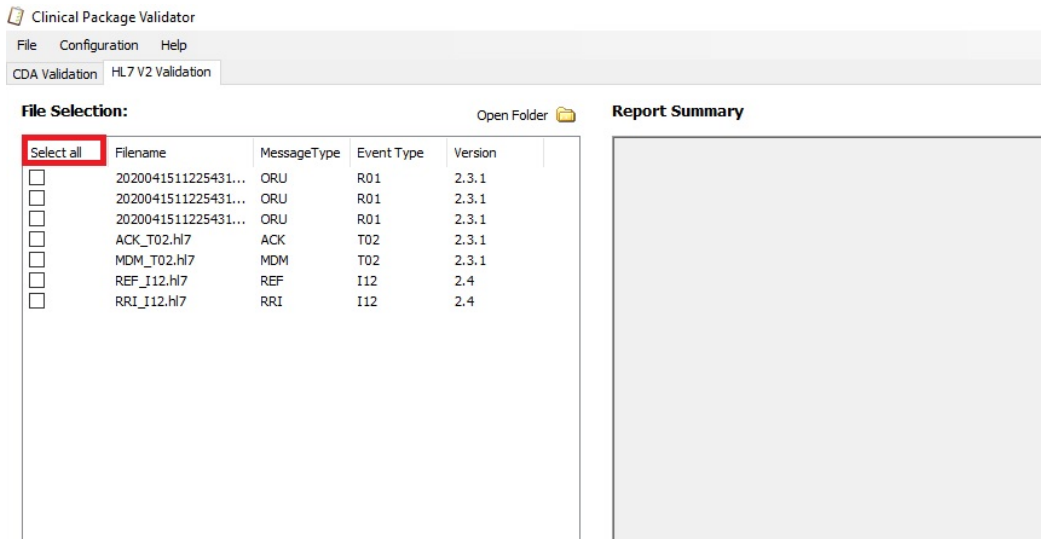 Clinical Package Validator
File Configuration Help
CDA Validation HL7 V2 Validation
File Selection: Open Folder Report Summary
Select all Filename MessageType Event Type Version
2020041511225431... ORU R01 2.3.1
2020041511225431... ORU R01 2.3.1
2020041511225431... ORU R01 2.3.1
ACK_T02.hl7 ACK T02 2.3.1
MDM_T02.hl7 MDM T02 2.3.1
REF_I12.hl7 REF I12 2.4
RRI_I12.hl7 RRI I12 2.4